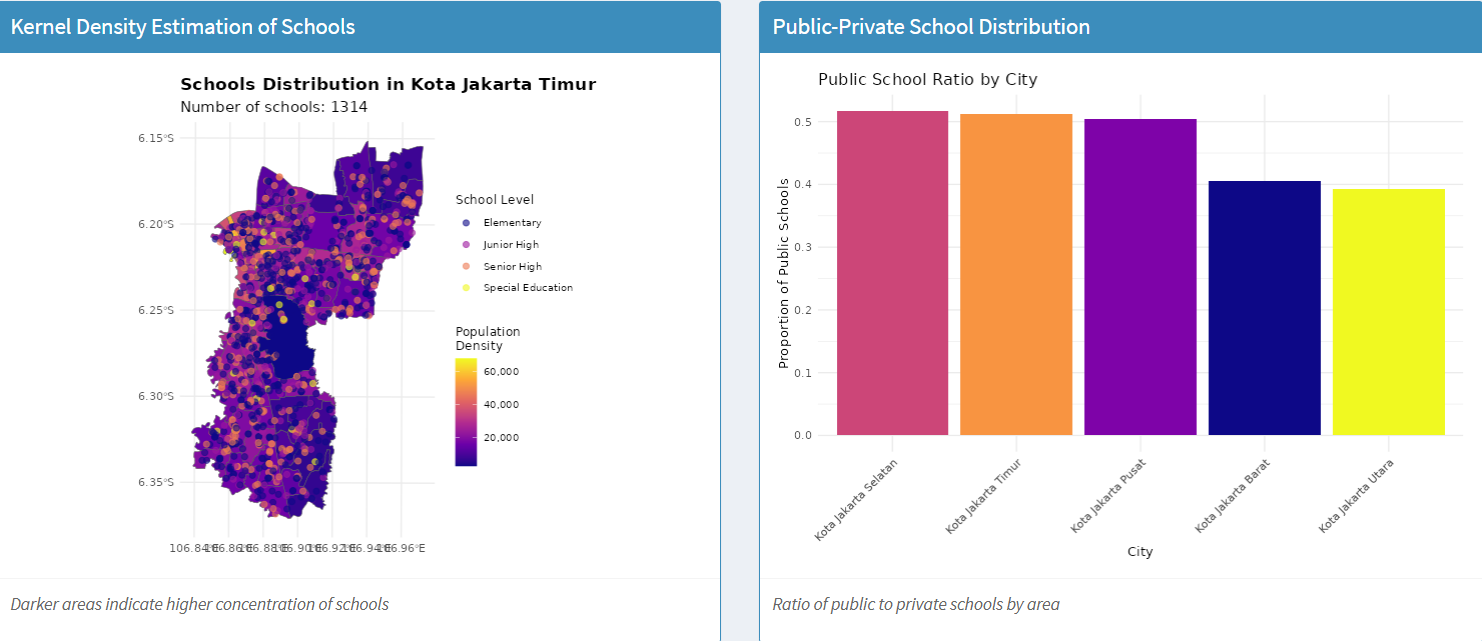 Kernel Density Estimation of Schools
Schools Distribution in Kota Jakarta Timur
Number of schools: 1314
6.15°S
6.20°S
6.25°S
6.30°S
6.35°S
106.84°E 106.86°E 106.88°E 106.90°E 106.92°E 106.94°E 106.96°E
School Level
Elementary
Junior High
Senior High
Special Education
Population
Density
60,000
40,000
20,000
Darker areas indicate higher concentration of schools
Public-Private School Distribution
Public School Ratio by City
Proportion of Public Schools
0.5
0.4
0.3
0.2
0.1
0.0
Kota Jakarta Selatan
Kota Jakarta Timur
Kota Jakarta Pusat
Kota Jakarta Barat
Kota Jakarta Utara
City
Ratio of public to private schools by area